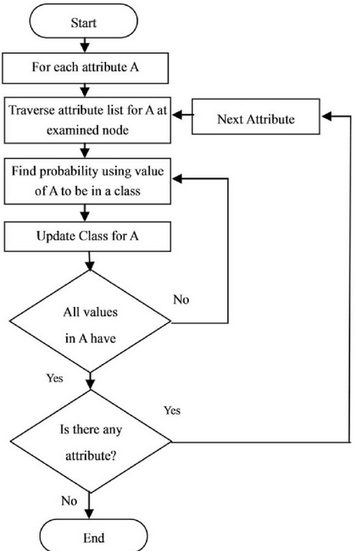 Start
For each attribute A
Traverse attribute list for A at
examined node
Next Attribute
Find probability using value
of A to be in a class
Update Class for A
All values
in A have
No
Yes
Is there any
attribute?
Yes
No
End